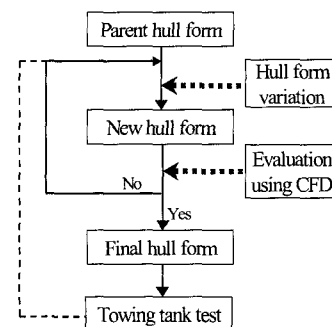 Parent hull form
Hull form
variation
New hull form
Evaluation
using CFD
No
Yes
Final hull form
Towing tank test